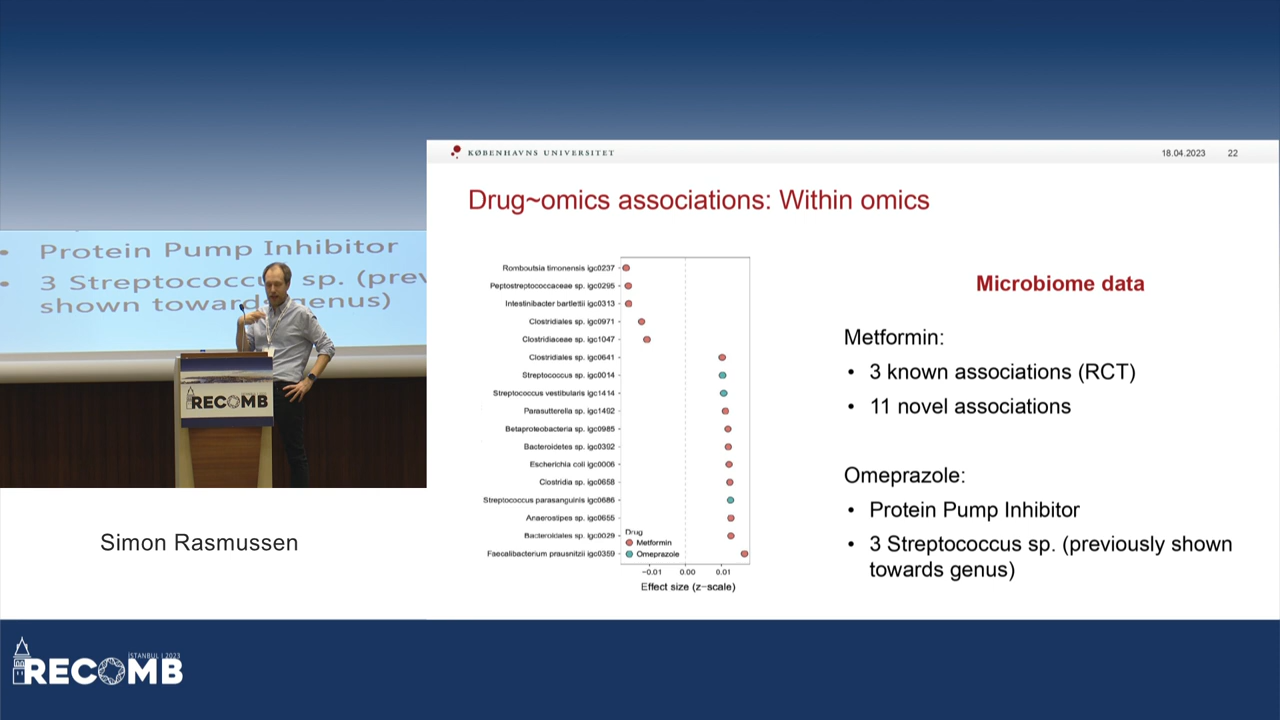 KØBENHAVNS UNIVERSITET
18.04.2023 22
Drug~omics associations: Within omics
Romboutsia timonensis igc0237
Peptostreptococcaceae sp. igc0295
Intestinibacter bartlettii igc0313
Clostridiales sp. igc0971
Clostridiaceae sp. igc1047
Clostridiales sp. igc0641
Streptococcus sp. igc0014
Streptococcus vestibularis igc1414
Parasutterella sp. igc1402
Betaproteobacteria sp. igc0985
Bacteroidetes sp. igc0302
Escherichia coli igc0006
Clostridia sp. igc0658
Streptococcus parasanguinis igc0686
Anaerostipes sp. igc0655
Bacteroidales sp. igc0029
Faecalibacterium prausnitzii igc0350
Drug
Metformin
Omeprazole
−0.01 0.00 0.01
Effect size (z−scale)
Microbiome data
Metformin:
• 3 known associations (RCT)
• 11 novel associations
Omeprazole:
• Protein Pump Inhibitor
• 3 Streptococcus sp. (previously shown
towards genus)
• Protein Pump Inhibitor
• 3 Streptococcus sp. (prev
shown towards genus)
RECOMB
Simon Rasmussen
İSTANBUL | 2023
RECOMB